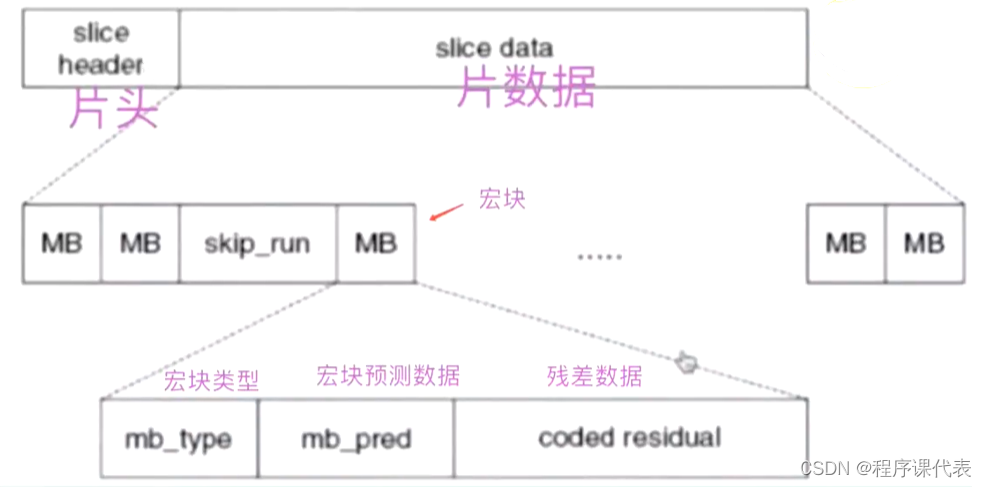 slice
header
slice data
片头
片数据
宏块
MB
MB
skip_run
MB
.....
MB
MB
宏块类型
宏块预测数据
残差数据
mb_type
mb_pred
coded residual
CSDN @程序课代表